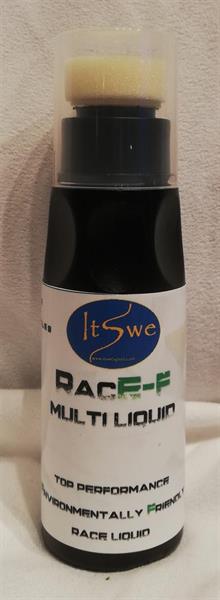 ItSwe
RacE-F
MULTI LIQUID
TOP PERFORMANCE
ENVIRONMENTALLY FRIENDLY
RACE LIQUID